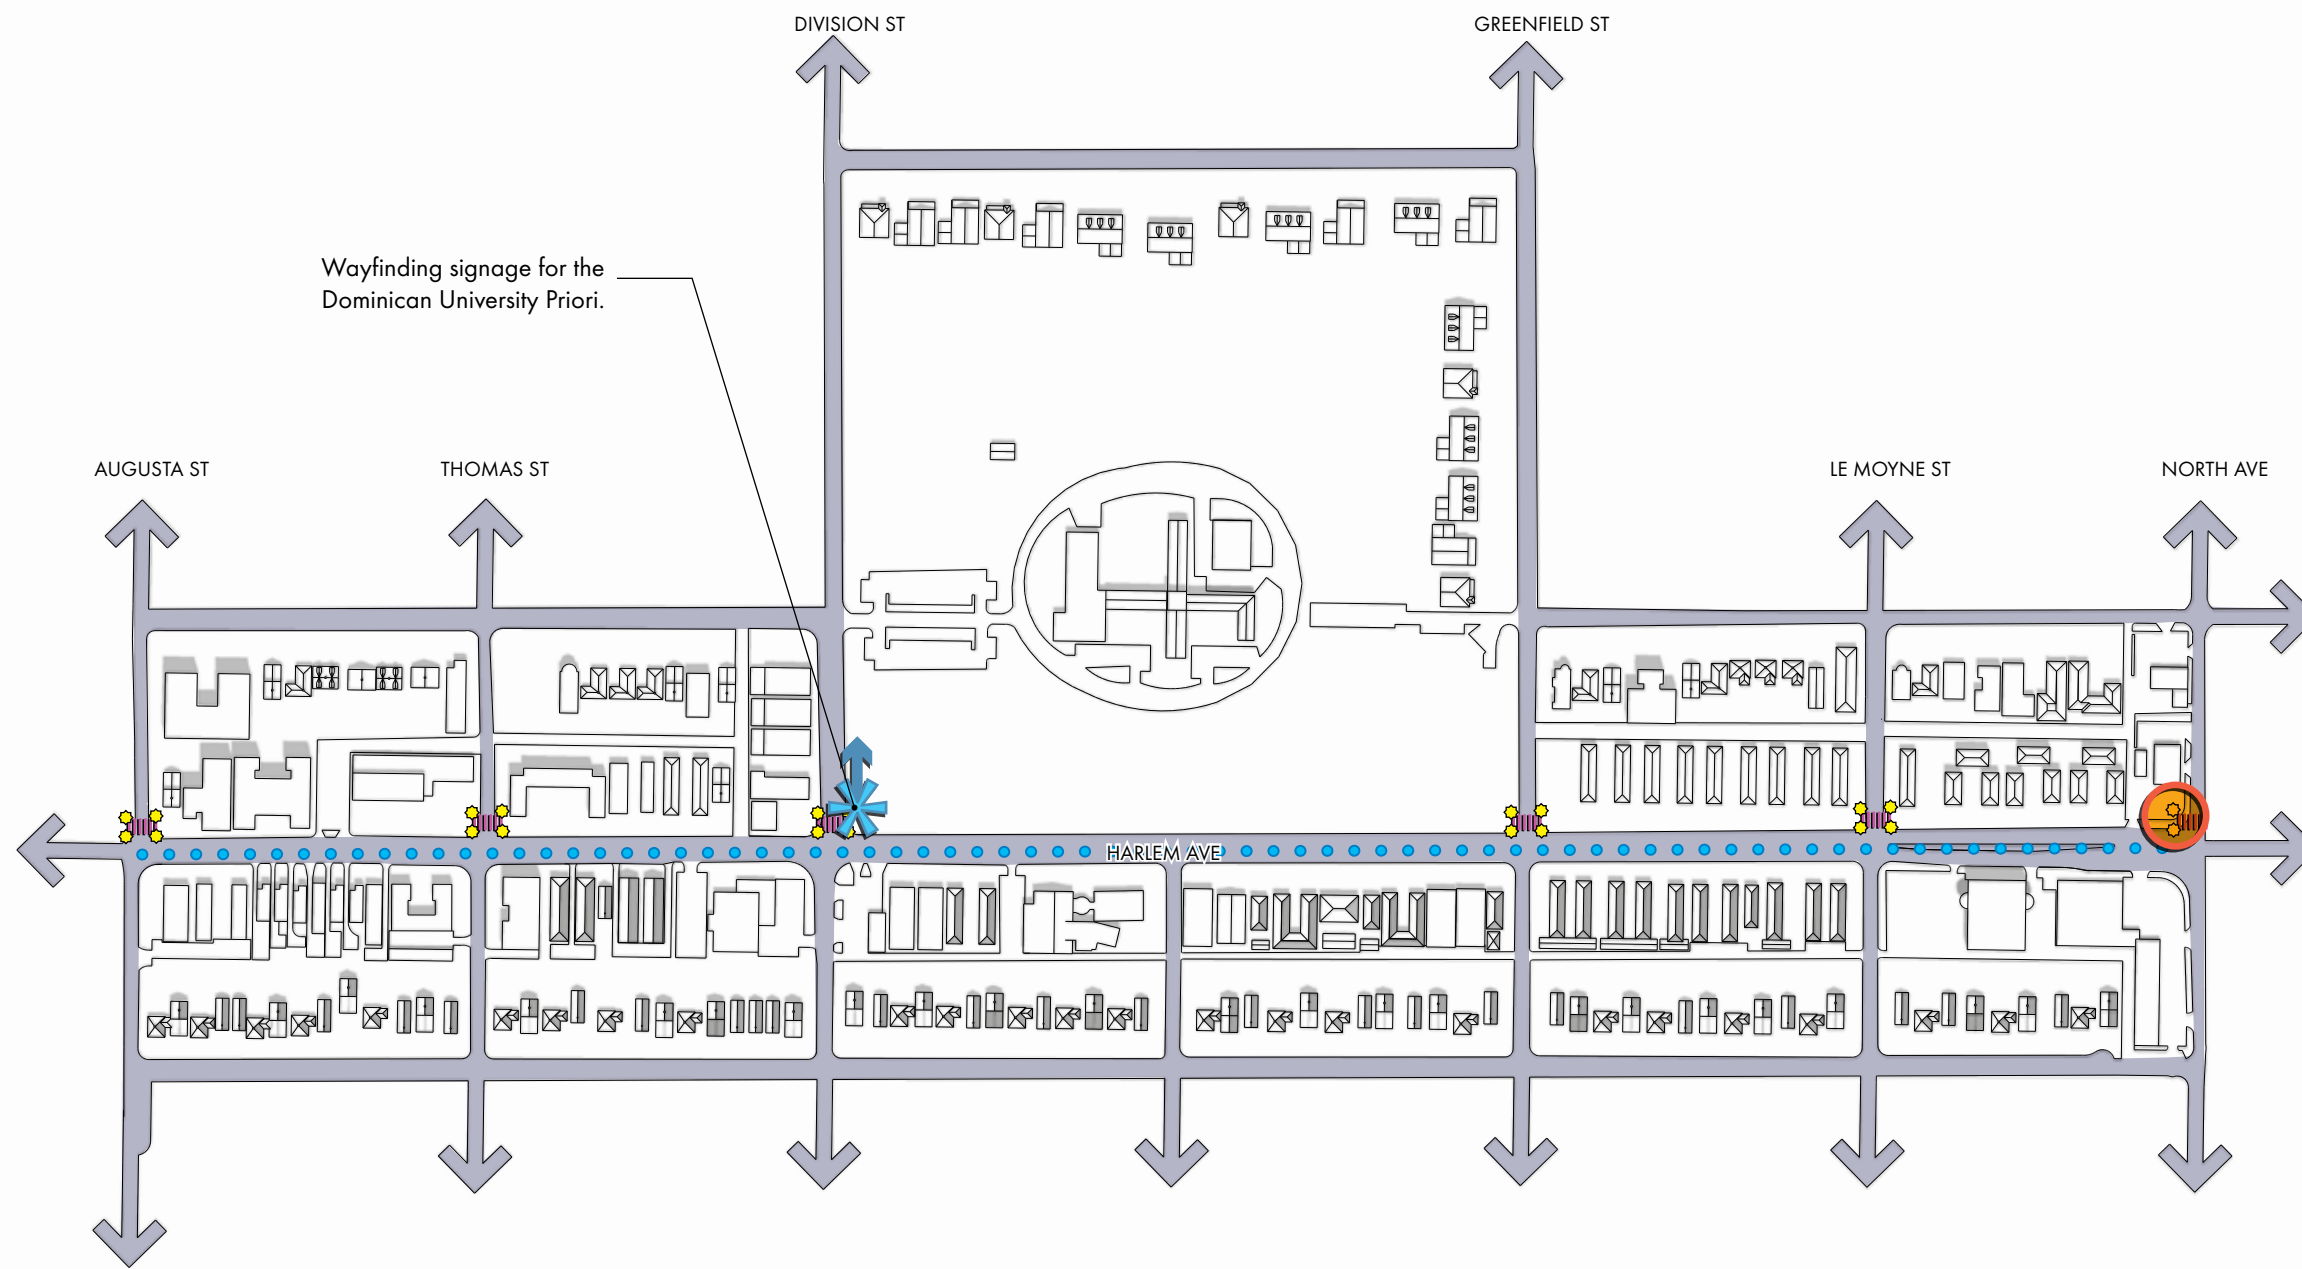 DIVISION ST
GREENFIELD ST
Wayfinding signage for the
Dominican University Priori.
AUGUSTA ST
THOMAS ST
LE MOYNE ST
NORTH AVE
HARLEM AVE